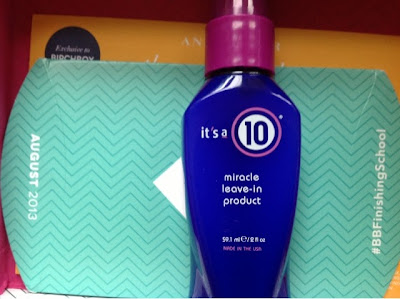 Exclusive to
BIRCHBOX
AN
AUGUST 2013
it's a 10®
miracle
leave-in
product
59.1 ml ℮/2 fl oz
MADE IN THE USA
#BBFinishingSchool